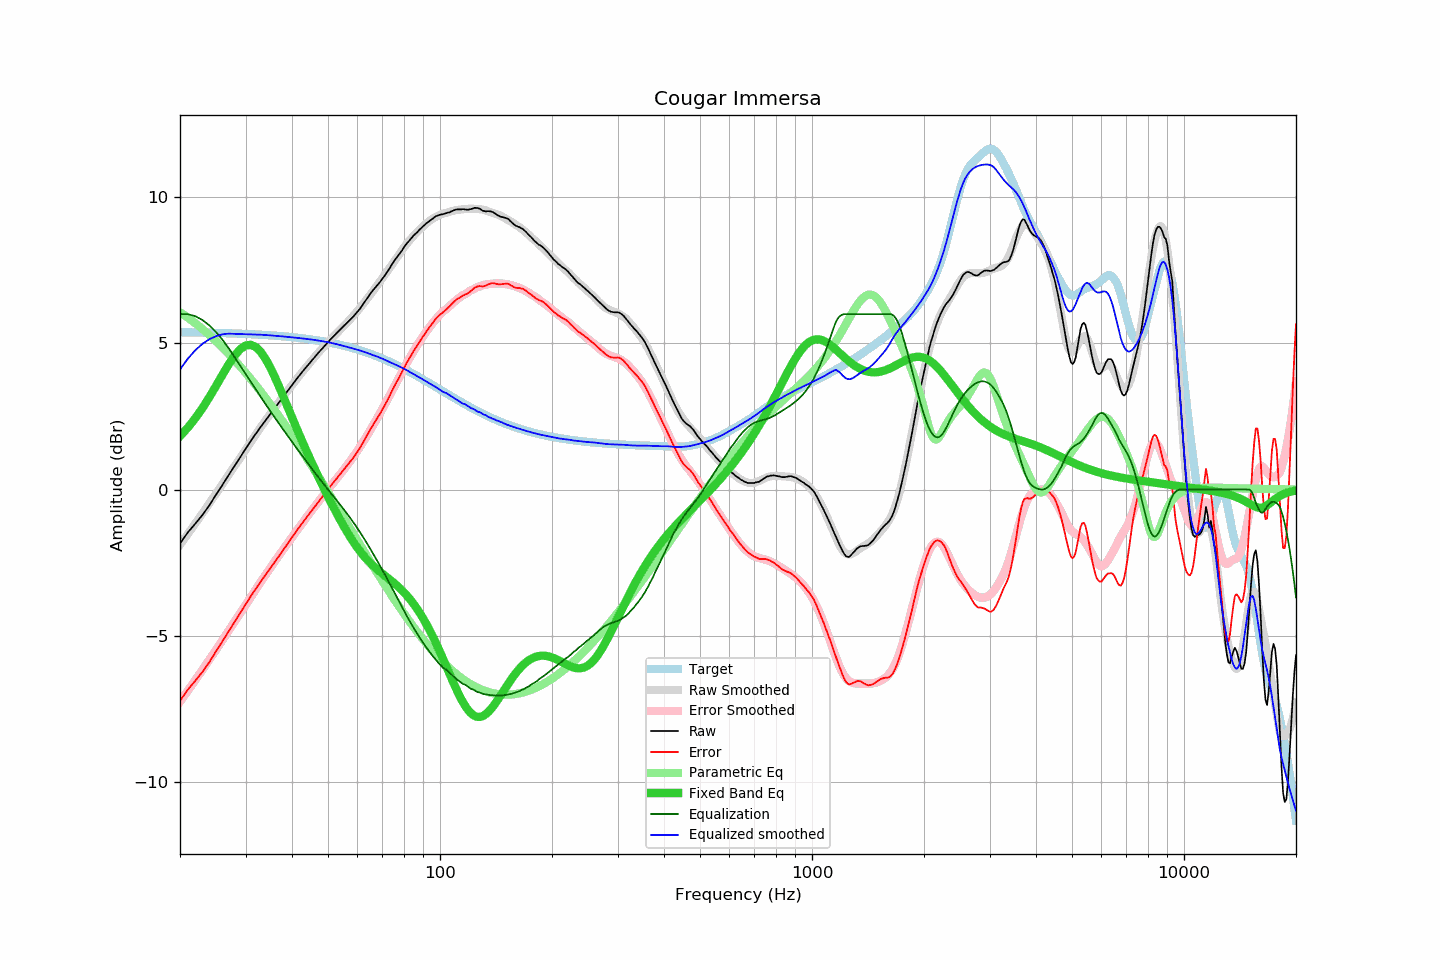 Cougar Immersa
Amplitude (dBr)
10
5
0
−5
−10
100
1000
10000
Frequency (Hz)
Target
Raw Smoothed
Error Smoothed
Raw
Error
Parametric Eq
Fixed Band Eq
Equalization
Equalized smoothed